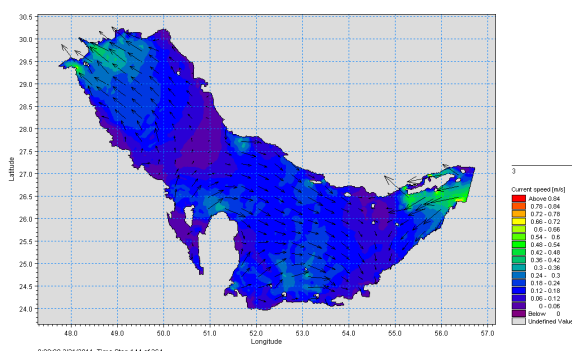 30.5
30.0
29.5
29.0
28.5
28.0
27.5
27.0
26.5
26.0
25.5
25.0
24.5
24.0
Latitude
48.0 49.0 50.0 51.0 52.0 53.0 54.0 55.0 56.0 57.0
Longitude
3
Current speed [m/s]
Above 0.84
0.78 - 0.84
0.72 - 0.78
0.66 - 0.72
0.6 - 0.66
0.54 - 0.6
0.48 - 0.54
0.42 - 0.48
0.36 - 0.42
0.3 - 0.36
0.24 - 0.3
0.18 - 0.24
0.12 - 0.18
0.06 - 0.12
0 - 0.06
Below 0
Undefined Value